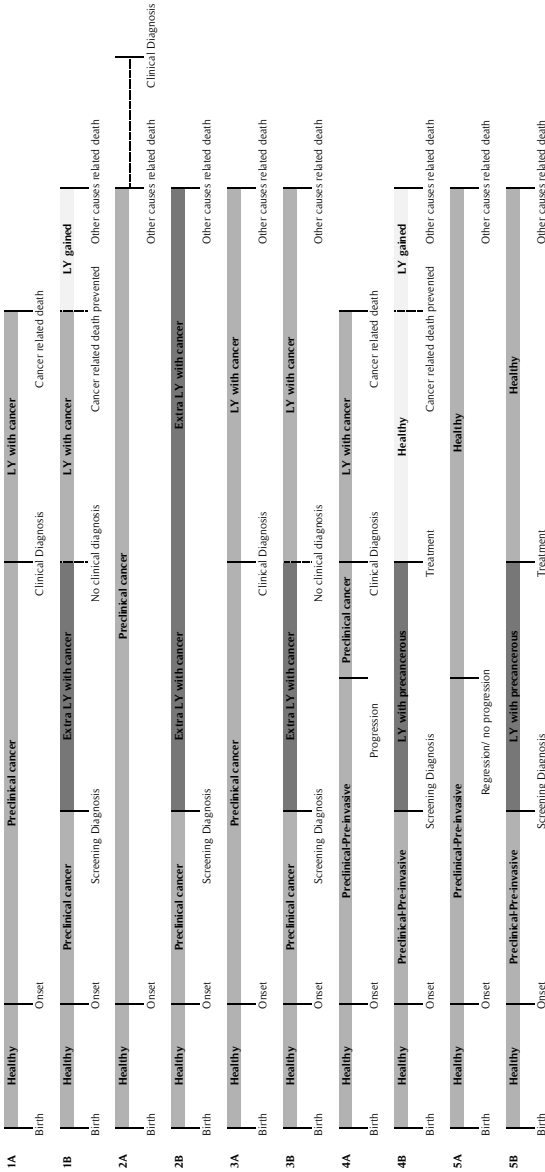 1A Healthy Preclinical cancer LY with cancer
Birth Onset Clinical Diagnosis Cancer related death
1B Healthy Preclinical cancer Extra LY with cancer LY with cancer LY gained
Birth Onset Screening Diagnosis No clinical diagnosis Cancer related death prevented Other causes related death
2A Healthy Preclinical cancer
Birth Onset Other causes related death Clinical Diagnosis
2B Healthy Preclinical cancer Extra LY with cancer Extra LY with cancer
Birth Onset Screening Diagnosis Other causes related death
3A Healthy Preclinical cancer LY with cancer
Birth Onset Clinical Diagnosis Other causes related death
3B Healthy Preclinical cancer Extra LY with cancer LY with cancer
Birth Onset Screening Diagnosis No clinical diagnosis Other causes related death
4A Healthy Preclinical-Pre-invasive Preclinical cancer LY with cancer
Birth Onset Progression Clinical Diagnosis Cancer related death
4B Healthy Preclinical-Pre-invasive LY with precancerous Healthy LY gained
Birth Onset Screening Diagnosis Treatment Cancer related death prevented Other causes related death
5A Healthy Preclinical-Pre-invasive Healthy
Birth Onset Regression/ no progression Other causes related death
5B Healthy Preclinical-Pre-invasive LY with precancerous Healthy
Birth Onset Screening Diagnosis Treatment Other causes related death